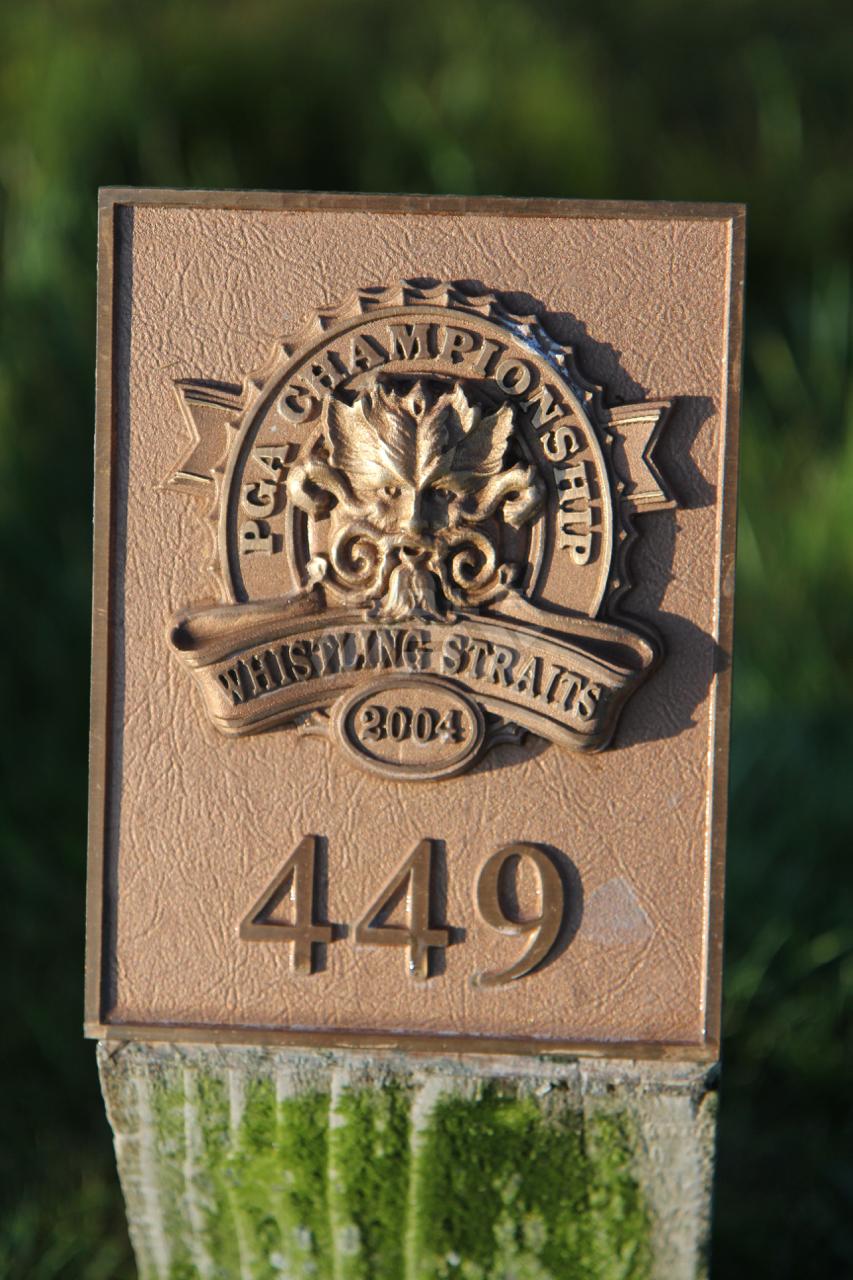 PGA CHAMPIONSHIP
WHISTLING STRAITS
2004
449